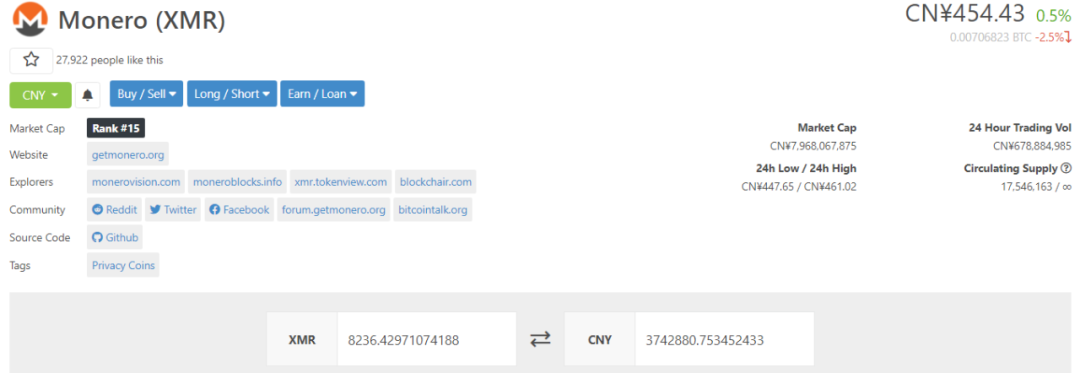 Monero (XMR)
CN¥454.43 0.5%
0.00706823 BTC -2.5%
27,922 people like this
CNY
Buy / Sell
Long / Short
Earn / Loan
Market Cap Rank #15
Website getmonero.org
Explorers monerovision.com moneroblocks.info xmr.tokenview.com blockchair.com
Community Reddit Twitter Facebook forum.getmonero.org bitcointalk.org
Source Code Github
Tags Privacy Coins
Market Cap
CN¥7,968,067,875
24 Hour Trading Vol
CN¥678,884,985
24h Low / 24h High
CN¥447.65 / CN¥461.02
Circulating Supply ?
17,546,163 / ∞
XMR 8236.42971074188 CNY 3742880.753452433